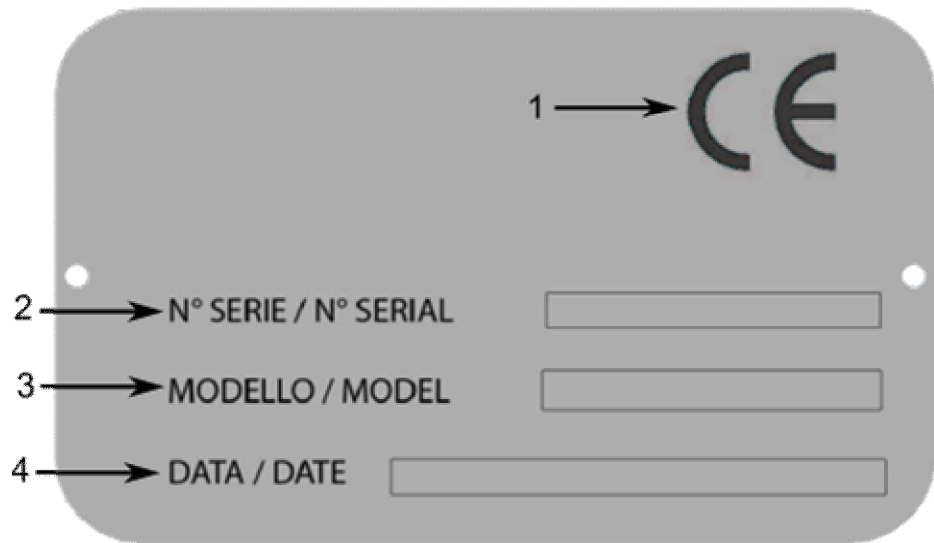 1 CE
2 N° SERIE / N° SERIAL
3 MODELLO / MODEL
4 DATA / DATE